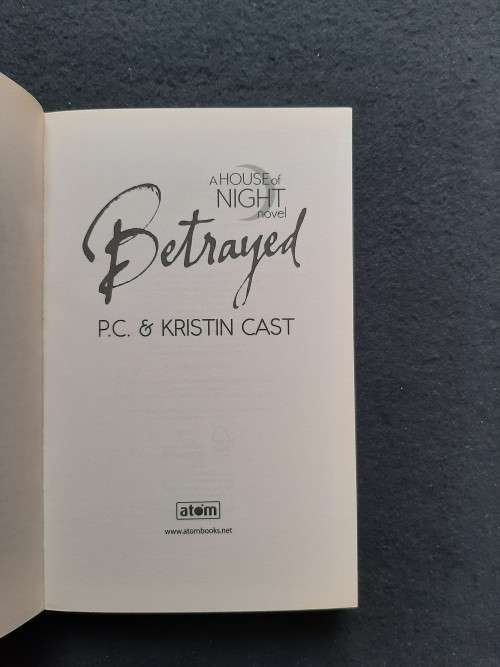 A HOUSE of
NIGHT
novel
Betrayed
P.C. & KRISTIN CAST
atom
www.atombooks.net